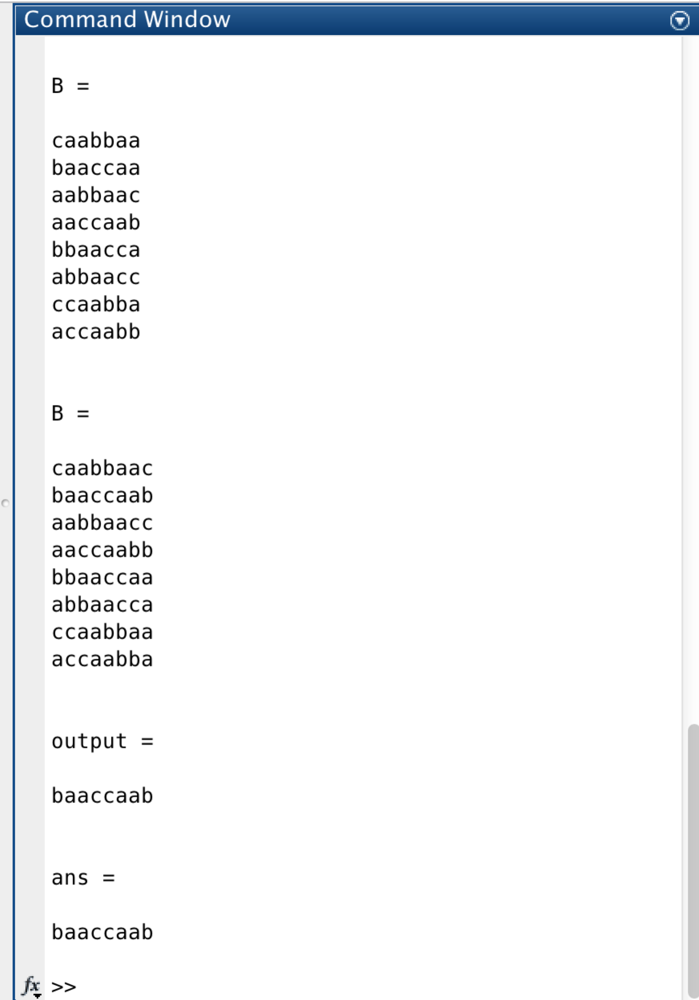 Command Window
B =
caabbaa
baaccaa
aabbaac
aaccaab
bbaacca
abbaacc
ccaabba
accaabb
B =
caabbaac
baaccaab
aabbaacc
aaccaabb
bbaaccaa
abbaacca
ccaabbaa
accaabba
output =
baaccaab
ans =
baaccaab
fx >>